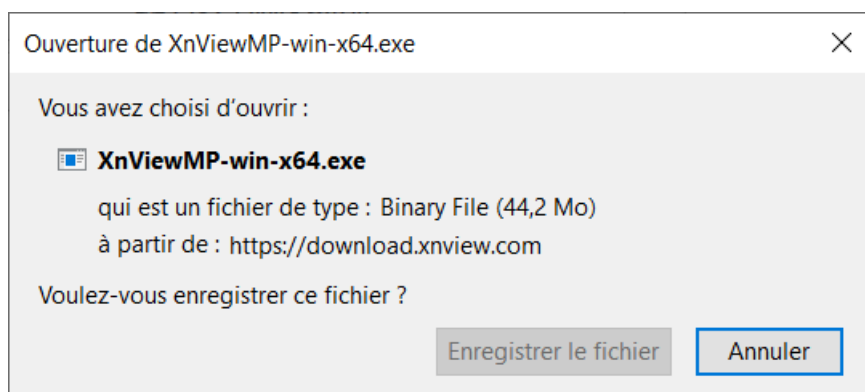 Ouverture de XnViewMP-win-x64.exe
Vous avez choisi d’ouvrir :
XnViewMP-win-x64.exe
qui est un fichier de type : Binary File (44,2 Mo)
à partir de : https://download.xnview.com
Voulez-vous enregistrer ce fichier ?
Enregistrer le fichier Annuler